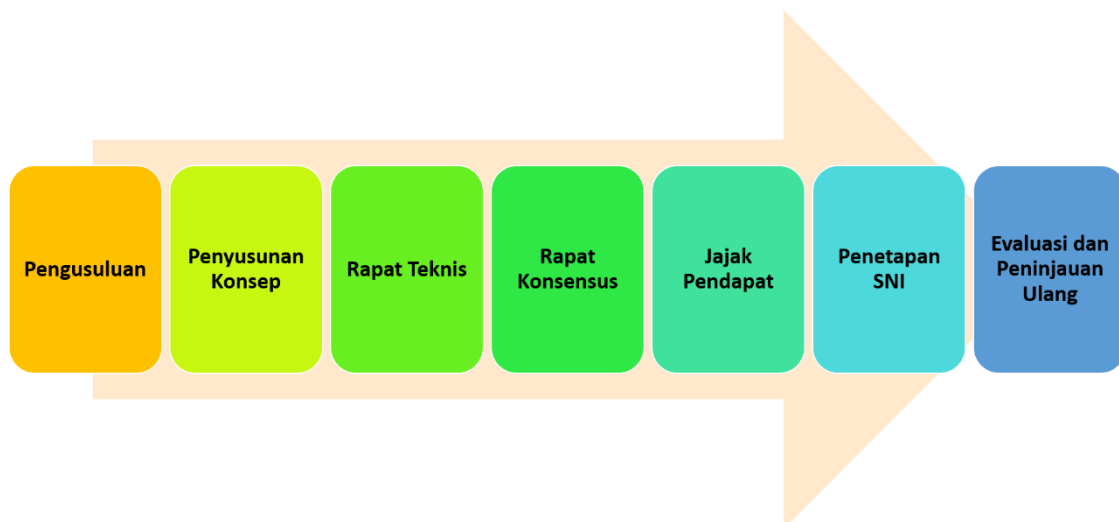 Pengusuluan
Penyusunan
Konsep
Rapat Teknis
Rapat
Konsensus
Jajak
Pendapat
Penetapan
SNI
Evaluasi dan
Peninjauan
Ulang